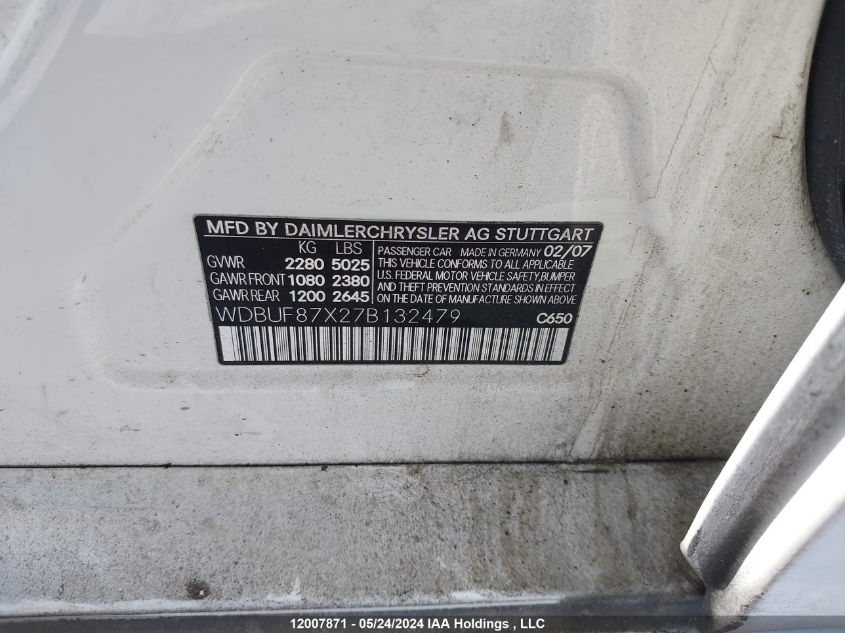 MFD BY DAIMLERCHRYSLER AG STUTTGART
KG LBS
GVWR 2280 5025
GAWR FRONT 1080 2380
GAWR REAR 1200 2645
PASSENGER CAR MADE IN GERMANY 02/07
THIS VEHICLE CONFORMS TO ALL APPLICABLE
U.S. FEDERAL MOTOR VEHICLE SAFETY, BUMPER
AND THEFT PREVENTION STANDARDS IN EFFECT
ON THE DATE OF MANUFACTURE SHOWN ABOVE
WDBUF87X27B132479 C650
12007871 - 05/24/2024 IAA Holdings, LLC